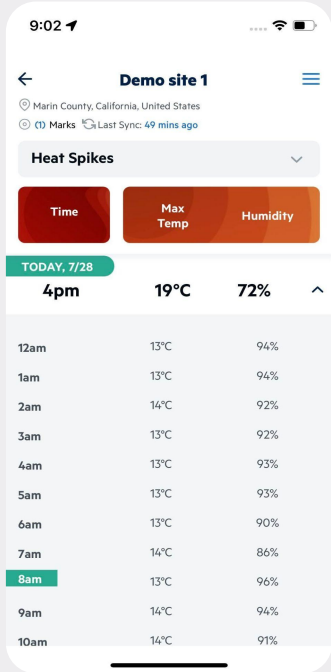 9:02
Demo site 1
Marin County, California, United States
(1) Marks Last Sync: 49 mins ago
Heat Spikes
Time Max Temp Humidity
TODAY, 7/28
4pm 19°C 72%
12am 13°C 94%
1am 13°C 94%
2am 14°C 92%
3am 13°C 92%
4am 13°C 93%
5am 13°C 93%
6am 13°C 90%
7am 14°C 86%
8am 13°C 96%
9am 14°C 94%
10am 14°C 91%